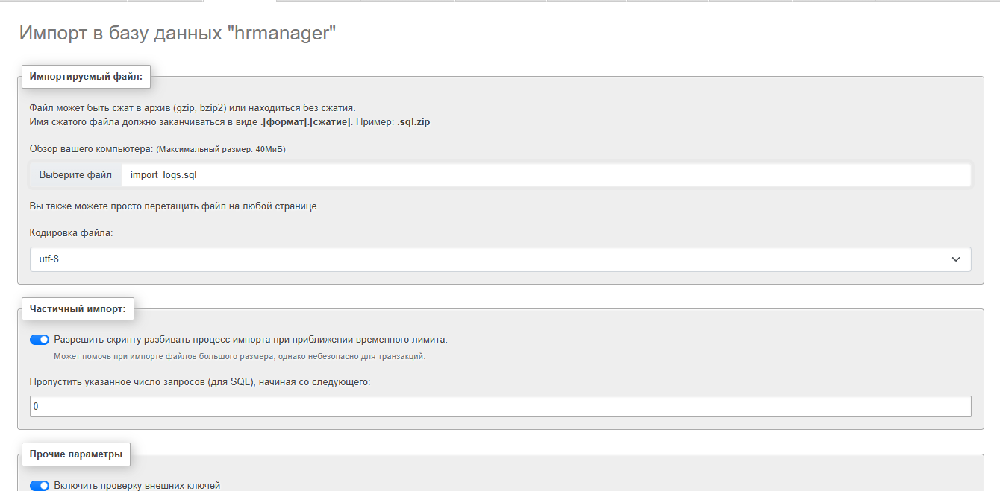 Импорт в базу данных "hrmanager"
Импортируемый файл:
Файл может быть сжат в архив (gzip, bzip2) или находиться без сжатия.
Имя сжатого файла должно заканчиваться в виде .[формат].[сжатие]. Пример: .sql.zip
Обзор вашего компьютера: (Максимальный размер: 40МиБ)
Выберите файл import_logs.sql
Вы также можете просто перетащить файл на любой странице.
Кодировка файла:
utf-8
Частичный импорт:
Разрешить скрипту разбивать процесс импорта при приближении временного лимита.
Может помочь при импорте файлов большого размера, однако небезопасно для транзакций.
Пропустить указанное число запросов (для SQL), начиная со следующего:
0
Прочие параметры
Включить проверку внешних ключей